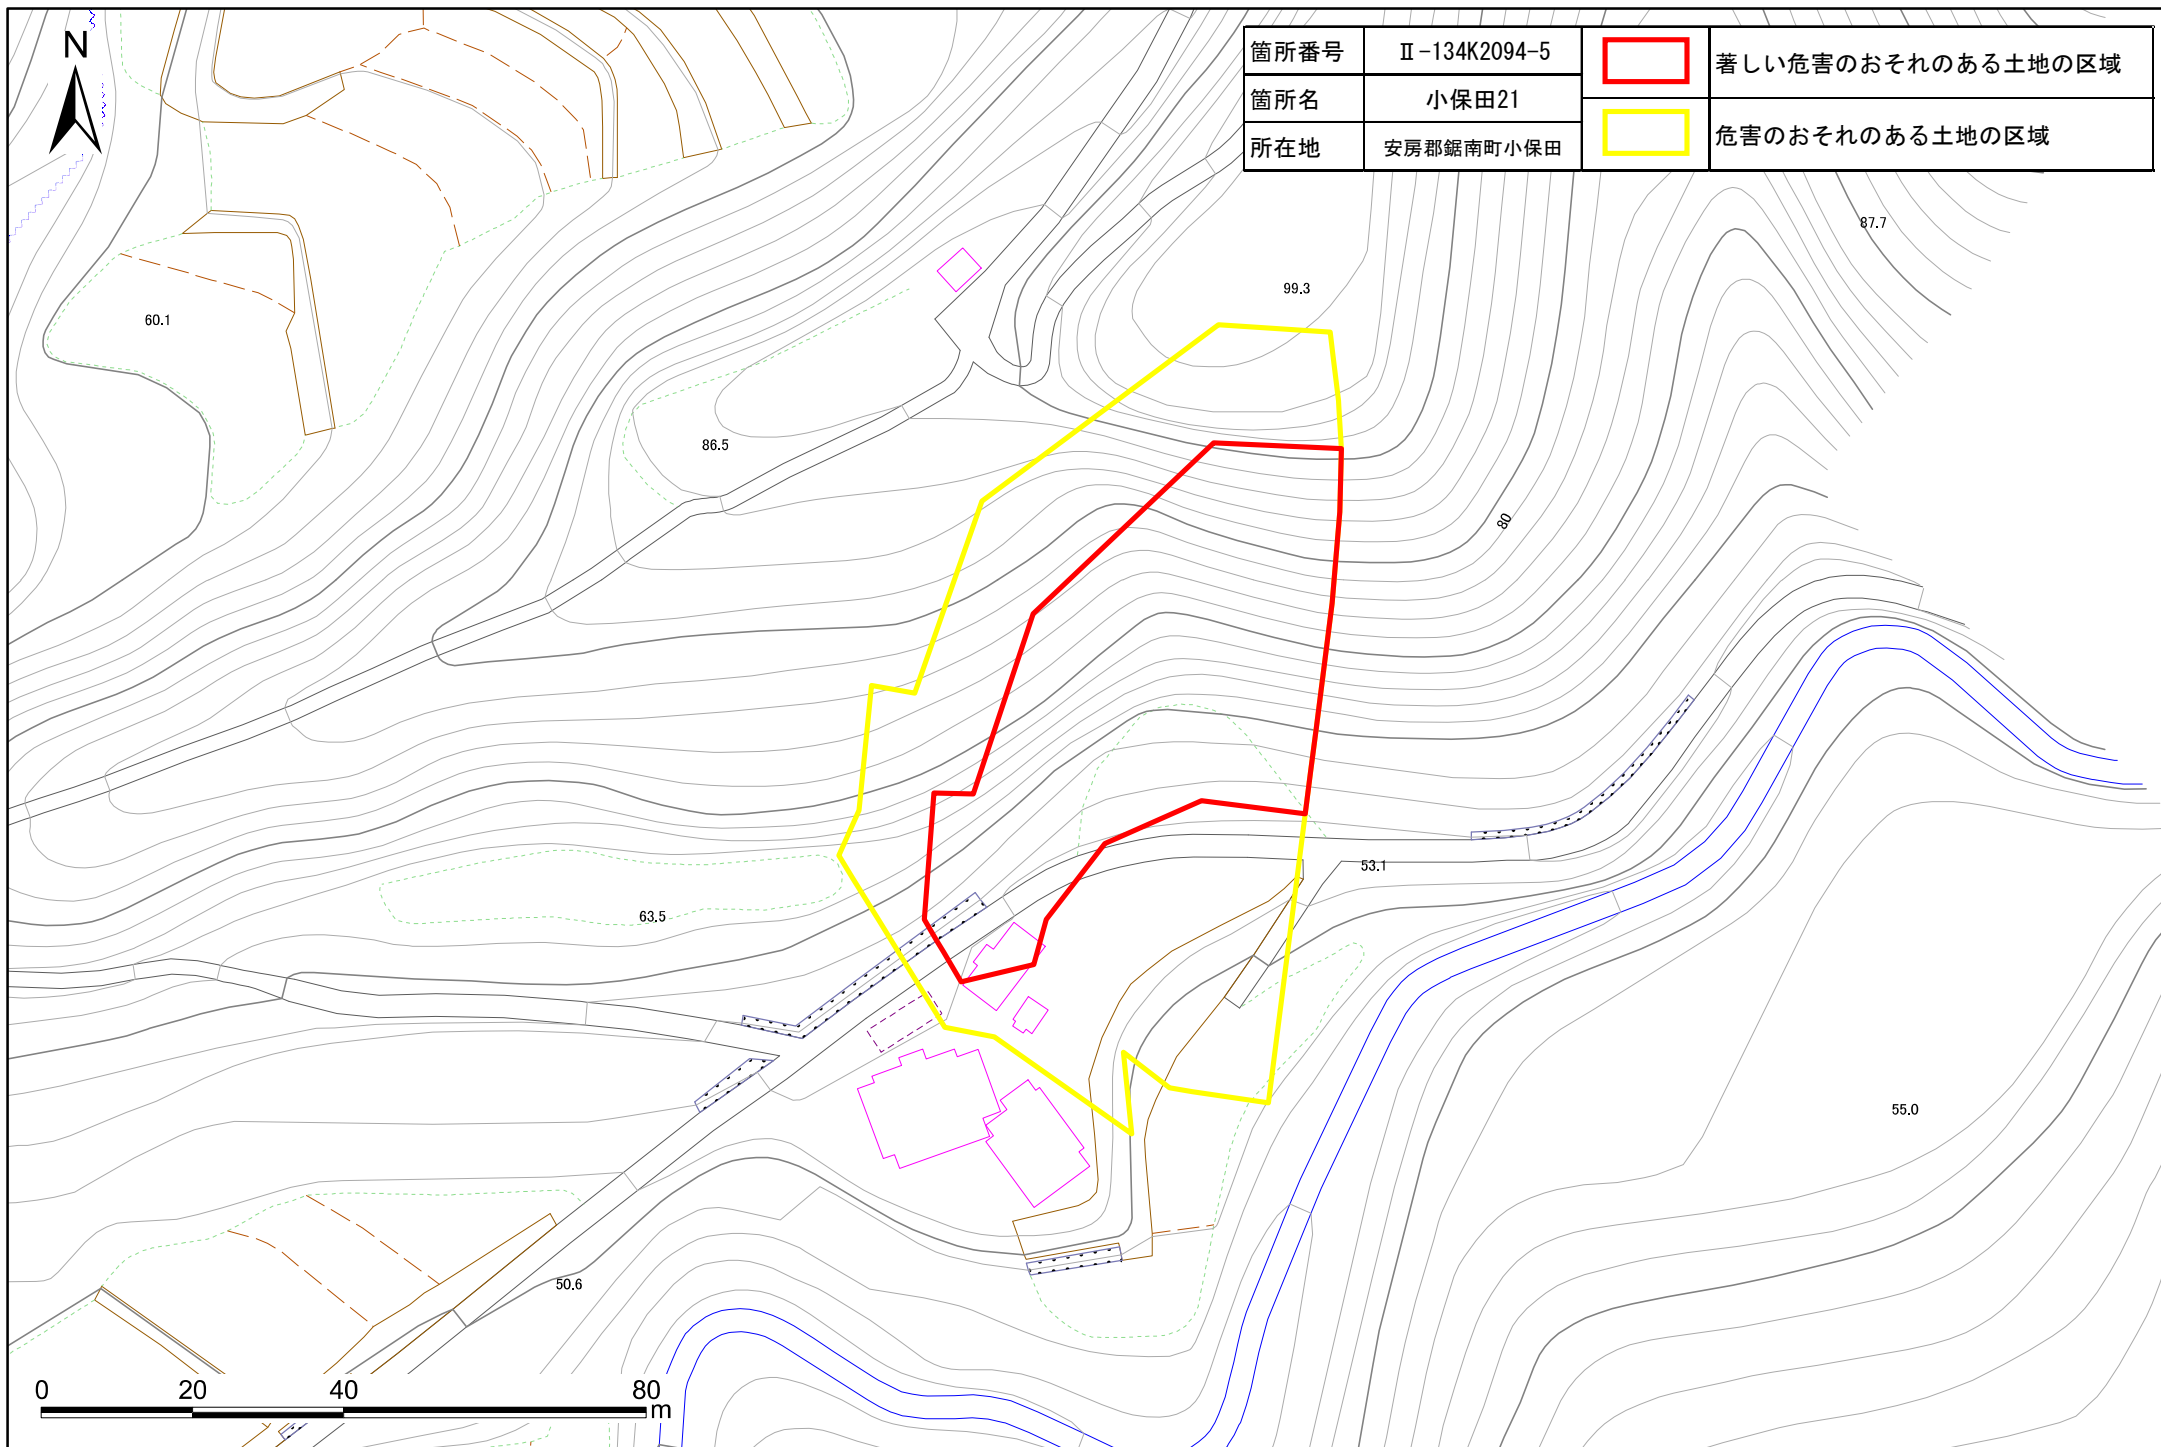 N
箇所番号 Ⅱ-134K2094-5 著しい危害のおそれのある土地の区域
箇所名 小保田21
所在地 安房郡鋸南町小保田 危害のおそれのある土地の区域
87.7
99.3
60.1
86.5
80
53.1
63.5
55.0
50.6
0 20 40 80
m